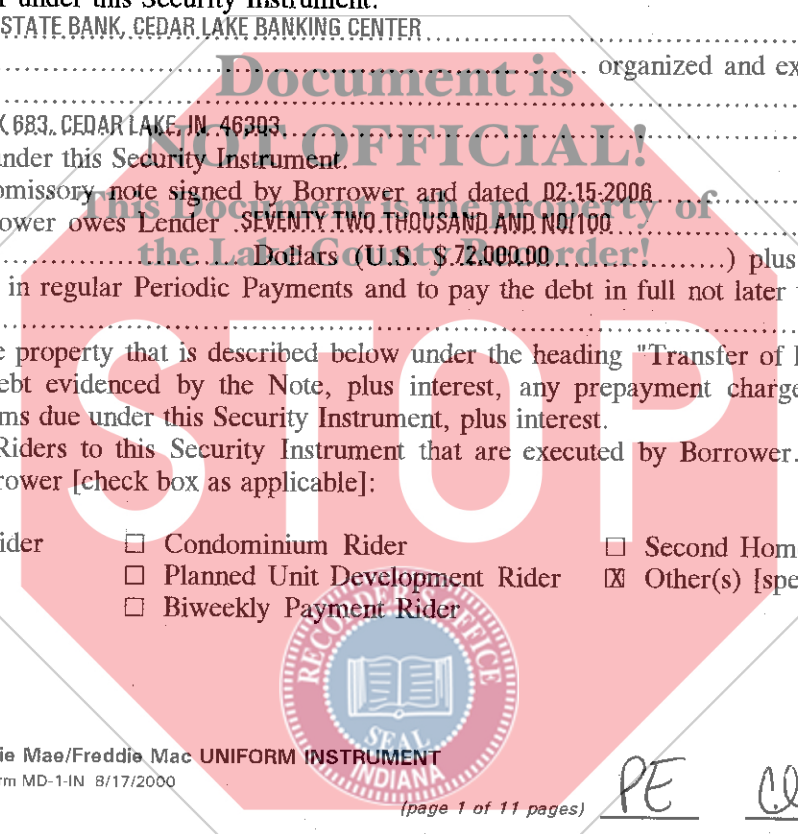 under this Security Instrument.
STATE BANK, CEDAR LAKE BANKING CENTER
Document is
organized and ex
683, CEDAR LAKE, IN 46303
NOT OFFICIAL!
nder this Security Instrument.
omissory note signed by Borrower and dated 02-15-2006
This Document is the property of
ower owes Lender SEVENTY TWO THOUSAND AND NO/100
the Lake County Recorder!
Dollars (U.S. $ 72,000.00 ) plus
in regular Periodic Payments and to pay the debt in full not later
e property that is described below under the heading "Transfer of
ebt evidenced by the Note, plus interest, any prepayment charge
ms due under this Security Instrument, plus interest.
STOP
Riders to this Security Instrument that are executed by Borrower.
rower [check box as applicable]:
ider ☐ Condominium Rider ☐ Second Hom
☐ Planned Unit Development Rider ☒ Other(s) [spe
☐ Biweekly Payment Rider
RECORDER'S OFFICE
SEAL
INDIANA
ie Mae/Freddie Mac UNIFORM INSTRUMENT
rm MD-1-IN 8/17/2000
(page 1 of 11 pages) PE